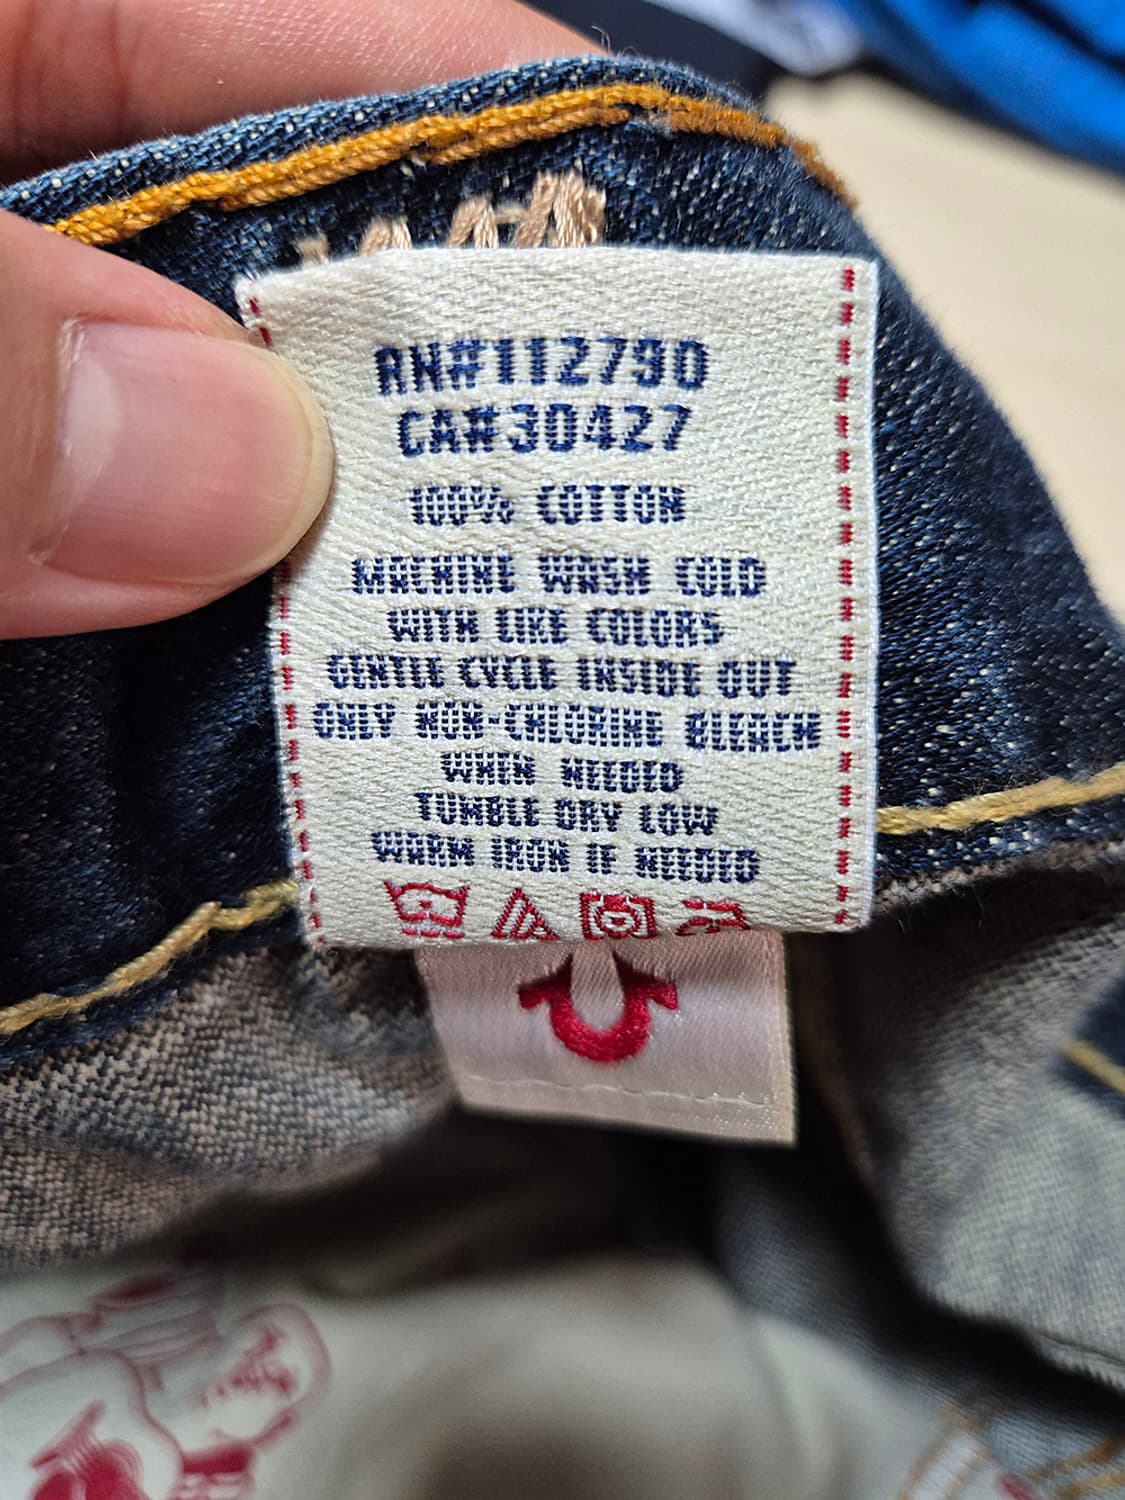 RN#112790
CA#30427
100% COTTON
MACHINE WASH COLD
WITH LIKE COLORS
GENTLE CYCLE INSIDE OUT
ONLY NON-CHLORINE BLEACH
WHEN NEEDED
TUMBLE DRY LOW
WARM IRON IF NEEDED